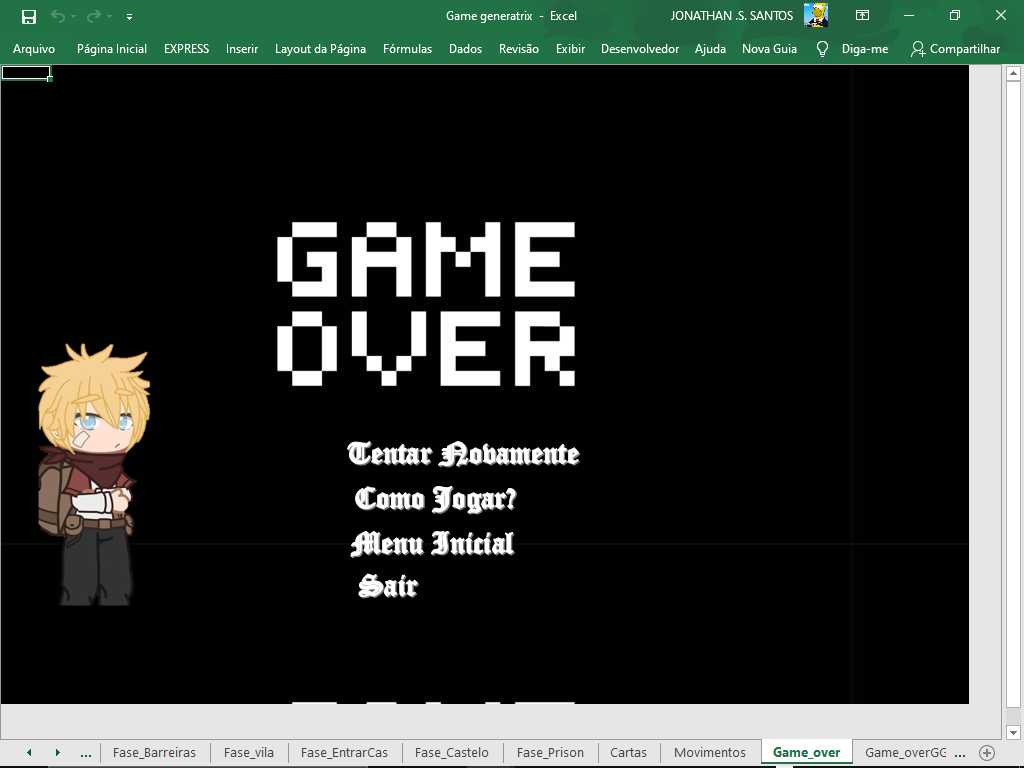 Game generatrix - Excel
JONATHAN .S. SANTOS
Arquivo Página Inicial EXPRESS Inserir Layout da Página Fórmulas Dados Revisão Exibir Desenvolvedor Ajuda Nova Guia Diga-me Compartilhar
GAME
OVER
Tentar Novamente
Como Jogar?
Menu Inicial
Sair
... Fase_Barreiras Fase_vila Fase_EntrarCas Fase_Castelo Fase_Prison Cartas Movimentos Game_over Game_overGG ...